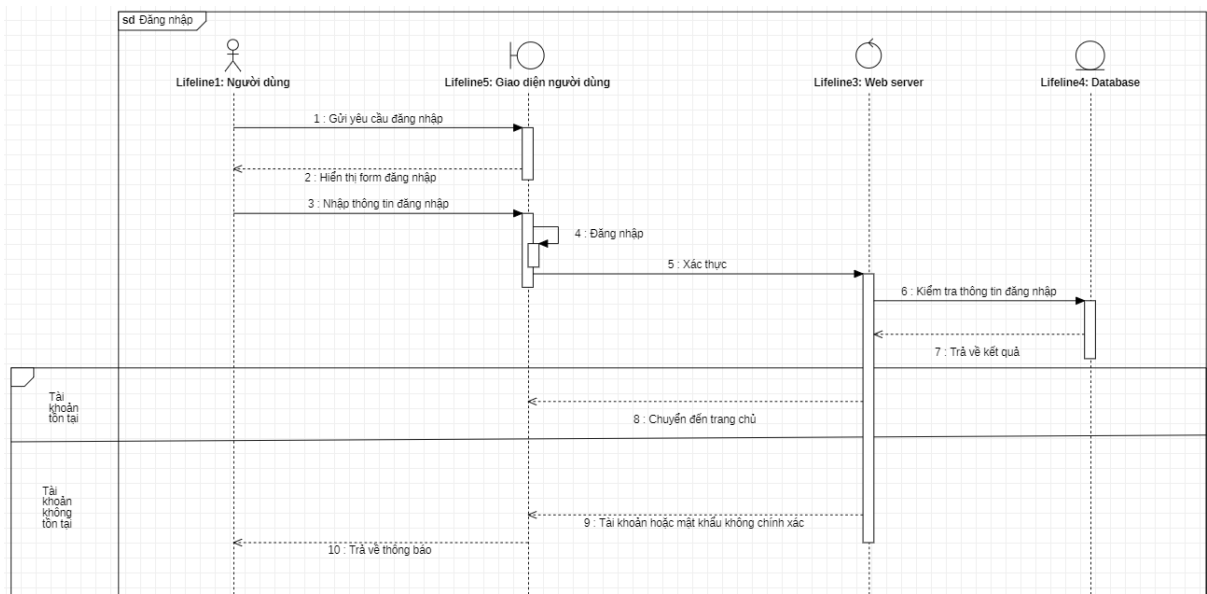 sd Đăng nhập
Lifeline1: Người dùng
Lifeline5: Giao diện người dùng
Lifeline3: Web server
Lifeline4: Database
1 : Gửi yêu cầu đăng nhập
2 : Hiển thị form đăng nhập
3 : Nhập thông tin đăng nhập
4 : Đăng nhập
5 : Xác thực
6 : Kiểm tra thông tin đăng nhập
7 : Trả về kết quả
Tài
khoản
tồn tại
8 : Chuyển đến trang chủ
Tài
khoản
không
tồn tại
9 : Tài khoản hoặc mật khẩu không chính xác
10 : Trả về thông báo